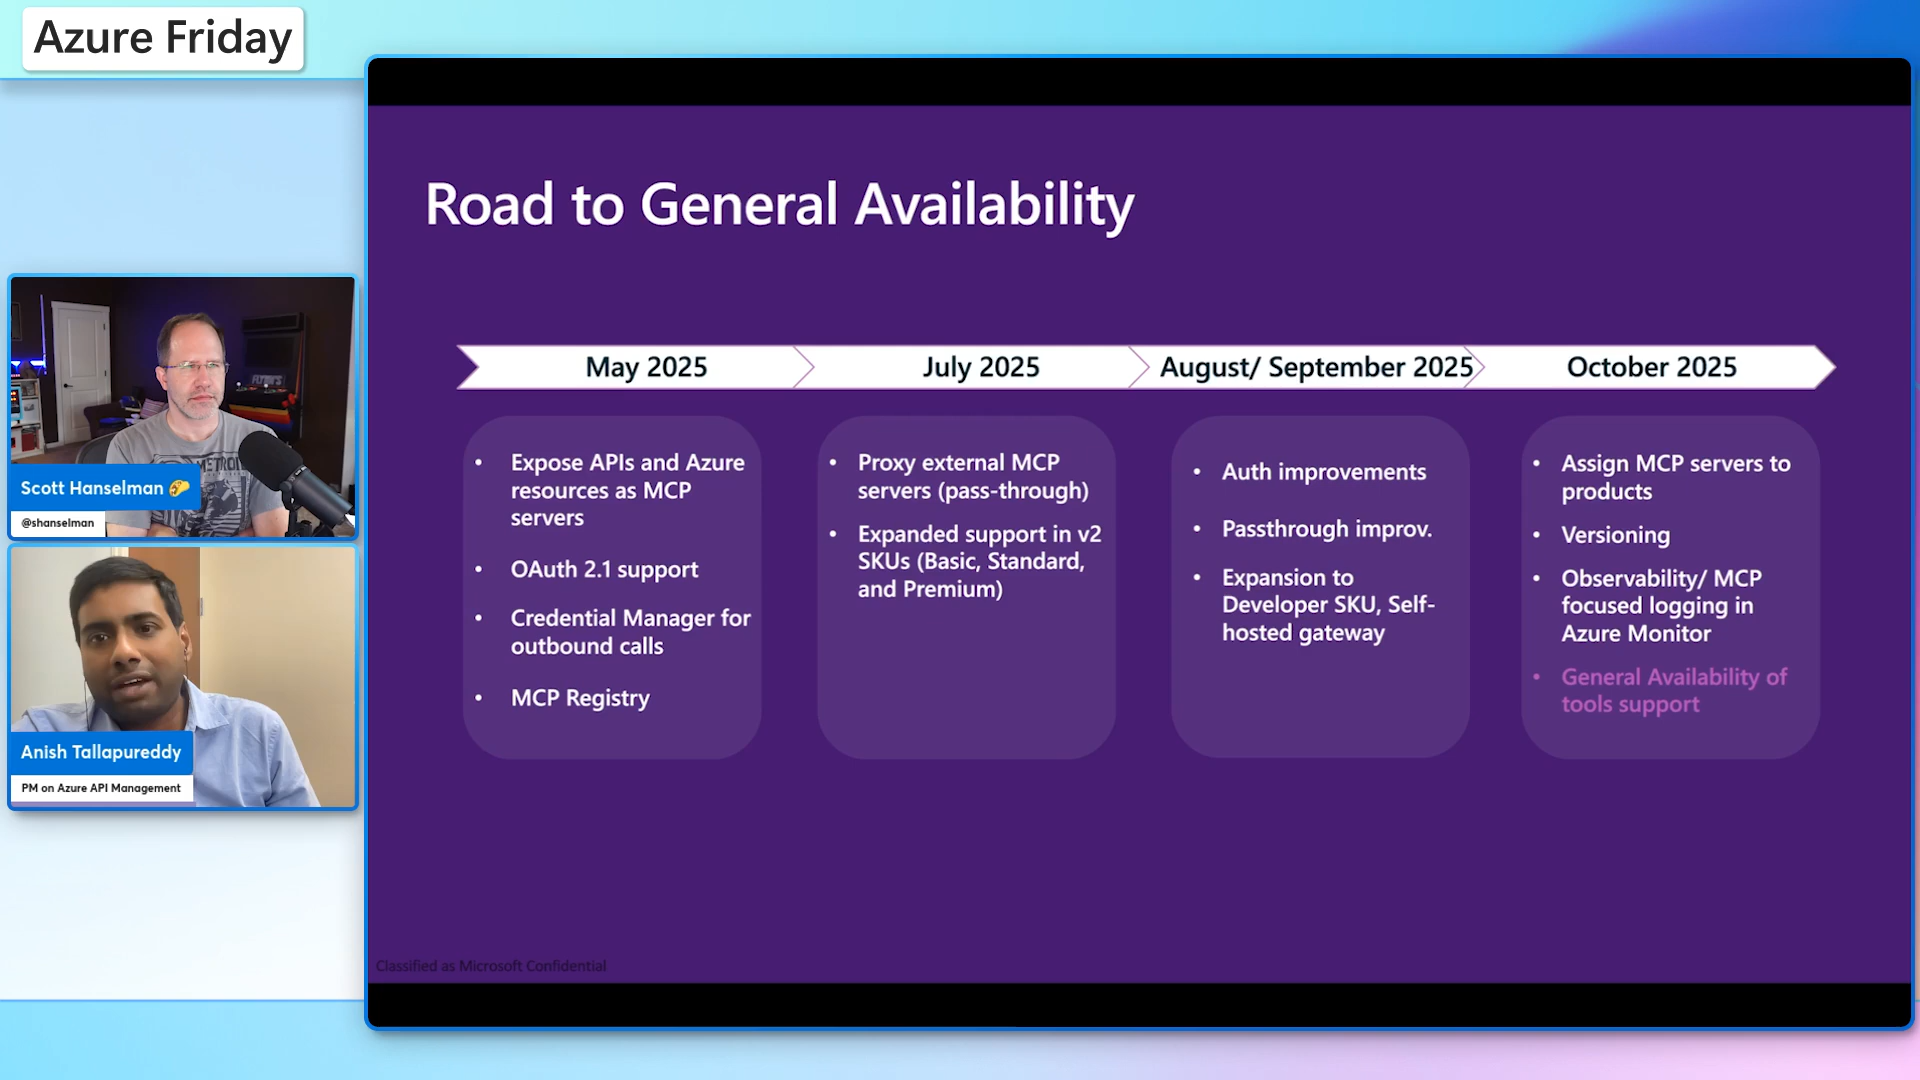 Azure Friday
Road to General Availability
May 2025
July 2025
August/ September 2025
October 2025
• Expose APIs and Azure
resources as MCP
servers
• OAuth 2.1 support
• Credential Manager for
outbound calls
• MCP Registry
• Proxy external MCP
servers (pass-through)
• Expanded support in v2
SKUs (Basic, Standard,
and Premium)
• Auth improvements
• Passthrough improv.
• Expansion to
Developer SKU, Self-
hosted gateway
• Assign MCP servers to
products
• Versioning
• Observability/ MCP
focused logging in
Azure Monitor
• General Availability of
tools support
Classified as Microsoft Confidential
Scott Hanselman 🌮
@shanselman
Anish Tallapureddy
PM on Azure API Management